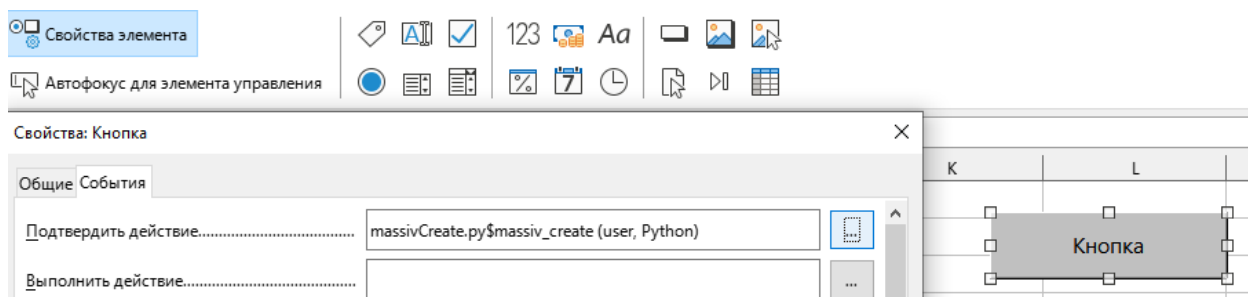 Свойства элемента
123
Aa
Автофокус для элемента управления
%
7
Свойства: Кнопка
Общие
События
K
L
Подтвердить действие
massivCreate.py$massiv_create (user, Python)
...
Кнопка
Выполнить действие
...